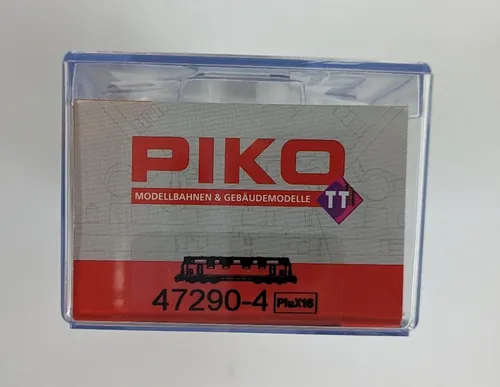 PIKO
MODELLBAHNEN & GEBÄUDEMODELLE
TT
47290-4 PluX16